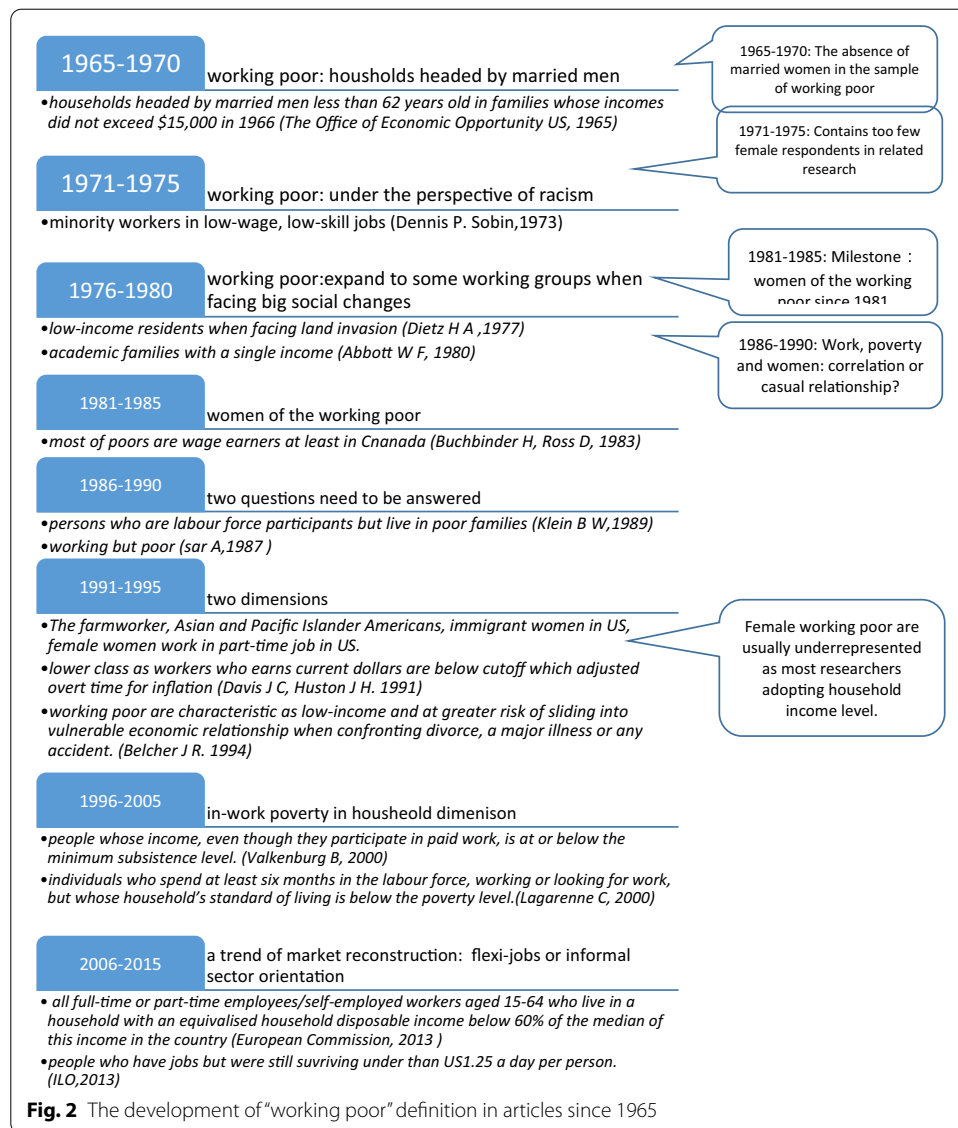 1965-1970
working poor: housholds headed by married men
•households headed by married men less than 62 years old in families whose incomes
did not exceed $15,000 in 1966 (The Office of Economic Opportunity US, 1965)
1965-1970: The absence of
married women in the sample
of working poor
1971-1975: Contains too few
female respondents in related
research
1971-1975
working poor: under the perspective of racism
•minority workers in low-wage, low-skill jobs (Dennis P. Sobin,1973)
1976-1980
working poor:expand to some working groups when
facing big social changes
•low-income residents when facing land invasion (Dietz H A ,1977)
•academic families with a single income (Abbott W F, 1980)
1981-1985: Milestone：
women of the working
poor since 1981
1986-1990: Work, poverty
and women: correlation or
casual relationship?
1981-1985
women of the working poor
•most of poors are wage earners at least in Cnanada (Buchbinder H, Ross D, 1983)
1986-1990
two questions need to be answered
•persons who are labour force participants but live in poor families (Klein B W,1989)
•working but poor (sar A,1987 )
1991-1995
two dimensions
•The farmworker, Asian and Pacific Islander Americans, immigrant women in US,
female women work in part-time job in US.
•lower class as workers who earns current dollars are below cutoff which adjusted
overt time for inflation (Davis J C, Huston J H. 1991)
•working poor are characteristic as low-income and at greater risk of sliding into
vulnerable economic relationship when confronting divorce, a major illness or any
accident. (Belcher J R. 1994)
Female working poor are
usually underrepresented
as most researchers
adopting household
income level.
1996-2005
in-work poverty in housheold dimenison
•people whose income, even though they participate in paid work, is at or below the
minimum subsistence level. (Valkenburg B, 2000)
•individuals who spend at least six months in the labour force, working or looking for work,
but whose household's standard of living is below the poverty level.(Lagarenne C, 2000)
2006-2015
a trend of market reconstruction: flexi-jobs or informal
sector orientation
• all full-time or part-time employees/self-employed workers aged 15-64 who live in a
household with an equivalised household disposable income below 60% of the median of
this income in the country (European Commission, 2013 )
•people who have jobs but were still suvriving under than US1.25 a day per person.
(ILO,2013)
Fig. 2 The development of "working poor" definition in articles since 1965